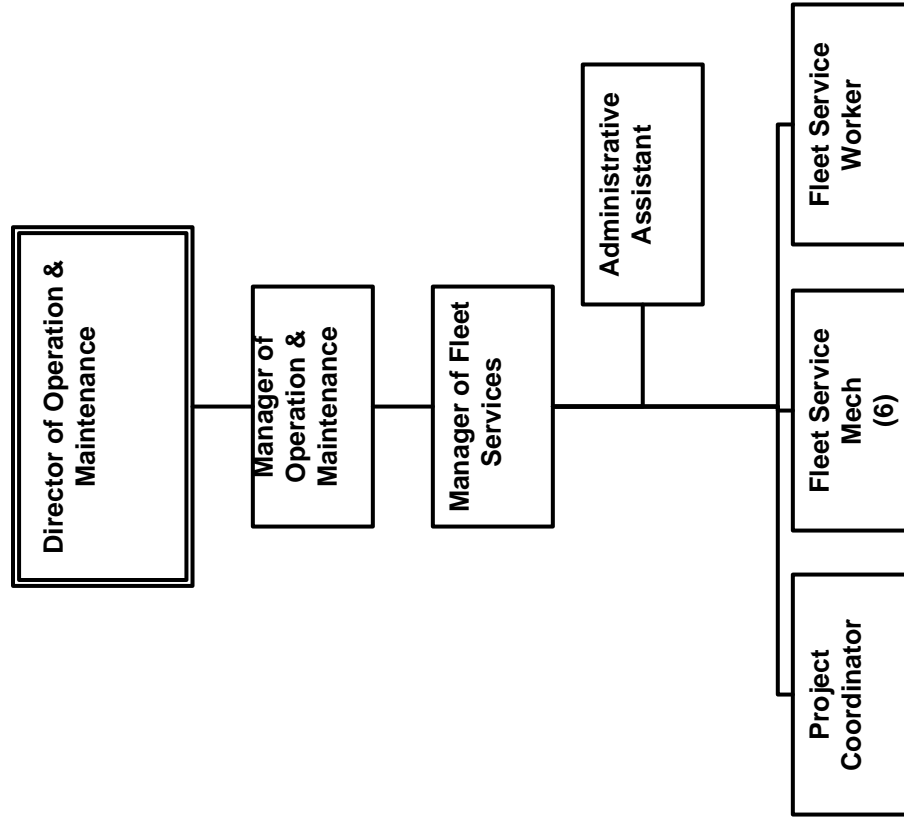 Director of Operation &
Maintenance
Manager of
Operation &
Maintenance
Manager of Fleet
Services
Administrative
Assistant
Project
Coordinator
Fleet Service
Mech
(6)
Fleet Service
Worker